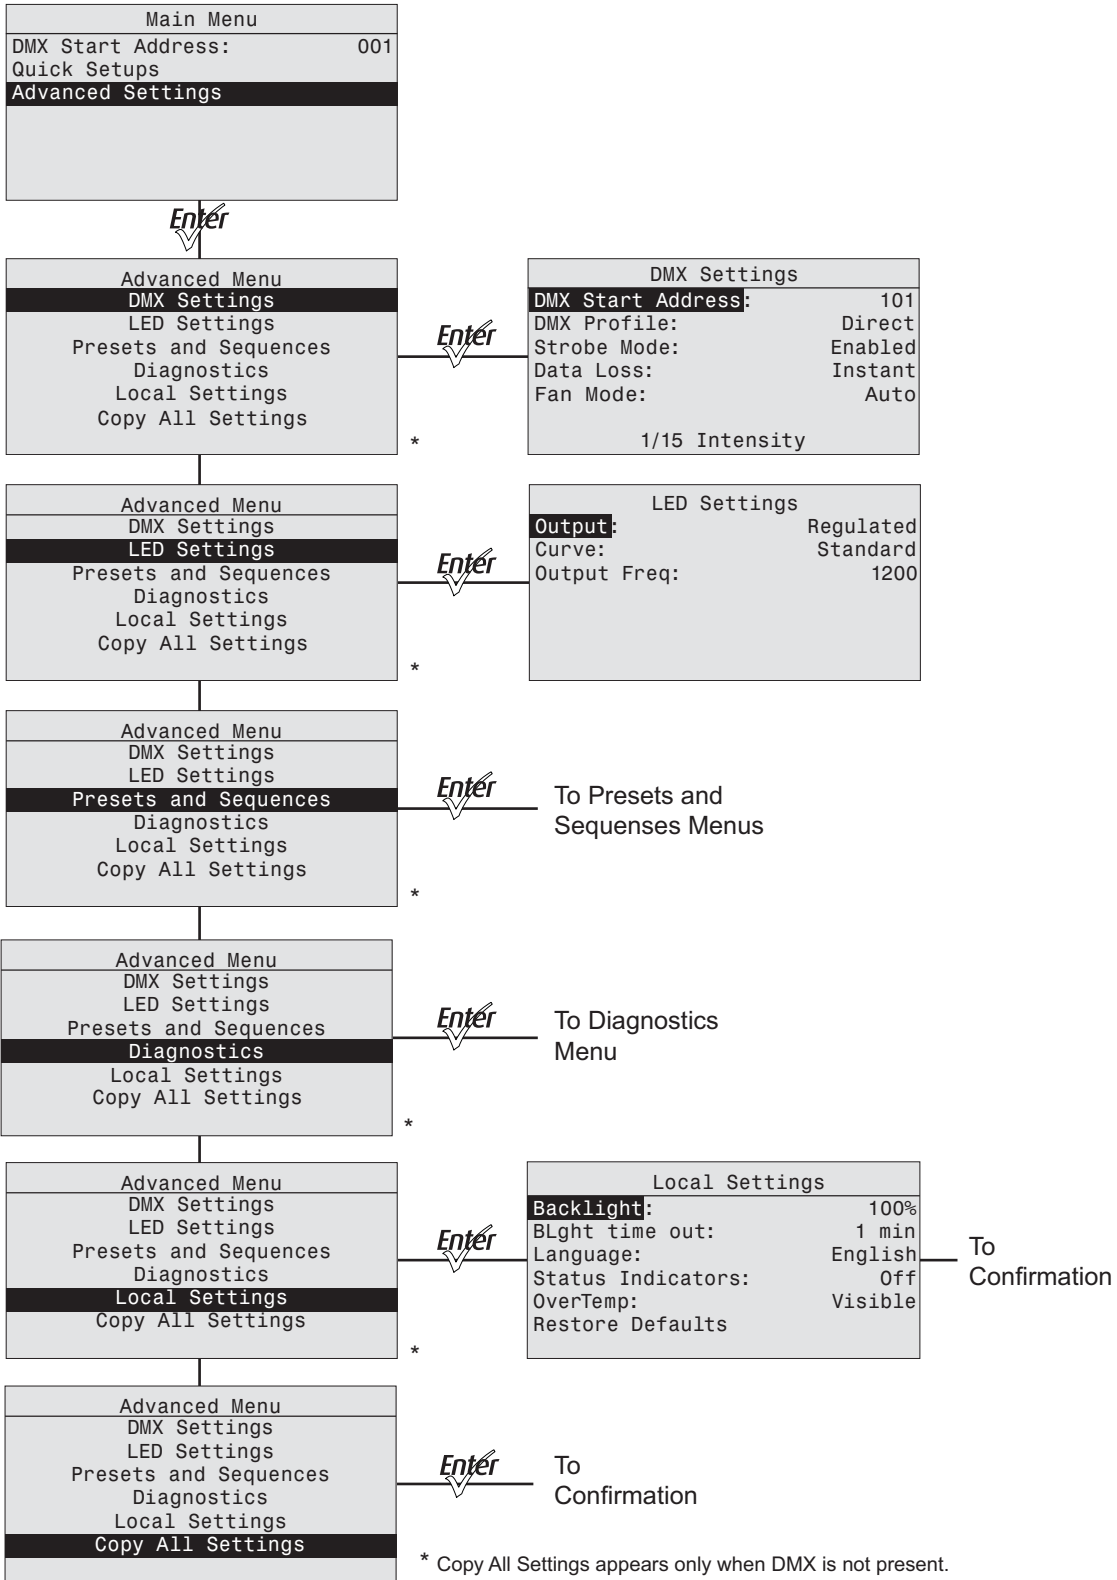 Main Menu
DMX Start Address: 001
Quick Setups
Advanced Settings
Enter
Advanced Menu
DMX Settings
LED Settings
Presets and Sequences
Diagnostics
Local Settings
Copy All Settings
*
Enter
DMX Settings
DMX Start Address: 101
DMX Profile: Direct
Strobe Mode: Enabled
Data Loss: Instant
Fan Mode: Auto
1/15 Intensity
Advanced Menu
DMX Settings
LED Settings
Presets and Sequences
Diagnostics
Local Settings
Copy All Settings
*
Enter
LED Settings
Output: Regulated
Curve: Standard
Output Freq: 1200
Advanced Menu
DMX Settings
LED Settings
Presets and Sequences
Diagnostics
Local Settings
Copy All Settings
*
Enter
To Presets and
Sequenses Menus
Advanced Menu
DMX Settings
LED Settings
Presets and Sequences
Diagnostics
Local Settings
Copy All Settings
*
Enter
To Diagnostics
Menu
Advanced Menu
DMX Settings
LED Settings
Presets and Sequences
Diagnostics
Local Settings
Copy All Settings
*
Enter
Local Settings
Backlight: 100%
BLght time out: 1 min
Language: English
Status Indicators: Off
OverTemp: Visible
Restore Defaults
To
Confirmation
Advanced Menu
DMX Settings
LED Settings
Presets and Sequences
Diagnostics
Local Settings
Copy All Settings
Enter
To
Confirmation
* Copy All Settings appears only when DMX is not present.